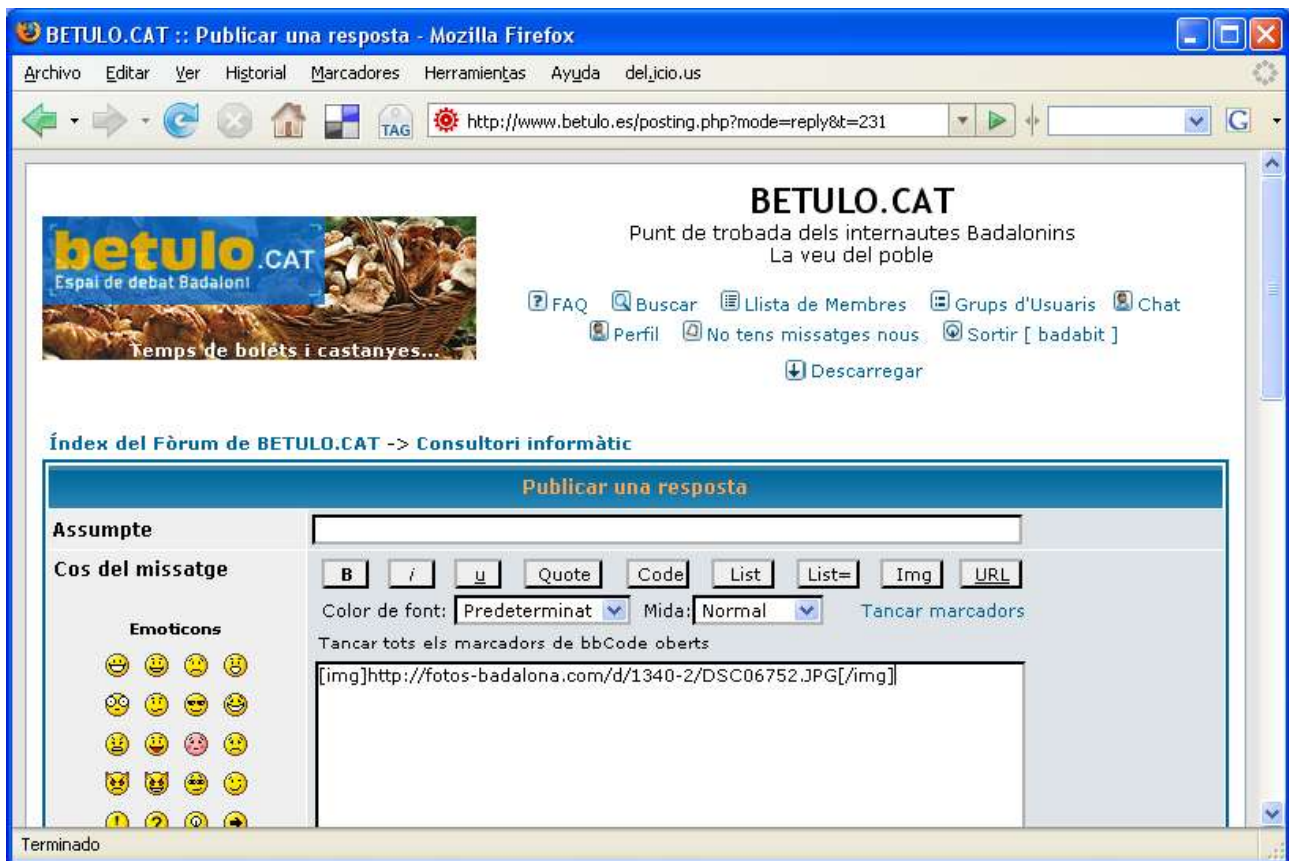 BETULO.CAT :: Publicar una resposta - Mozilla Firefox
Archivo Editar Ver Historial Marcadores Herramientas Ayuda del.icio.us
TAG http://www.betulo.es/posting.php?mode=reply&t=231 G
betulo.CAT
Espai de debat Badaloní
Temps de bolets i castanyes...
BETULO.CAT
Punt de trobada dels internautes Badalonins
La veu del poble
FAQ Buscar Llista de Membres Grups d'Usuaris Chat
Perfil No tens missatges nous Sortir [ badabit ]
Descarregar
Índex del Fòrum de BETULO.CAT -> Consultori informàtic
Publicar una resposta
Assumpte
Cos del missatge
B i u Quote Code List List= Img URL
Color de font: Predeterminat Mida: Normal Tancar marcadors
Emoticons
Tancar tots els marcadors de bbCode oberts
[img]http://fotos-badalona.com/d/1340-2/DSC06752.JPG[/img]
Terminado